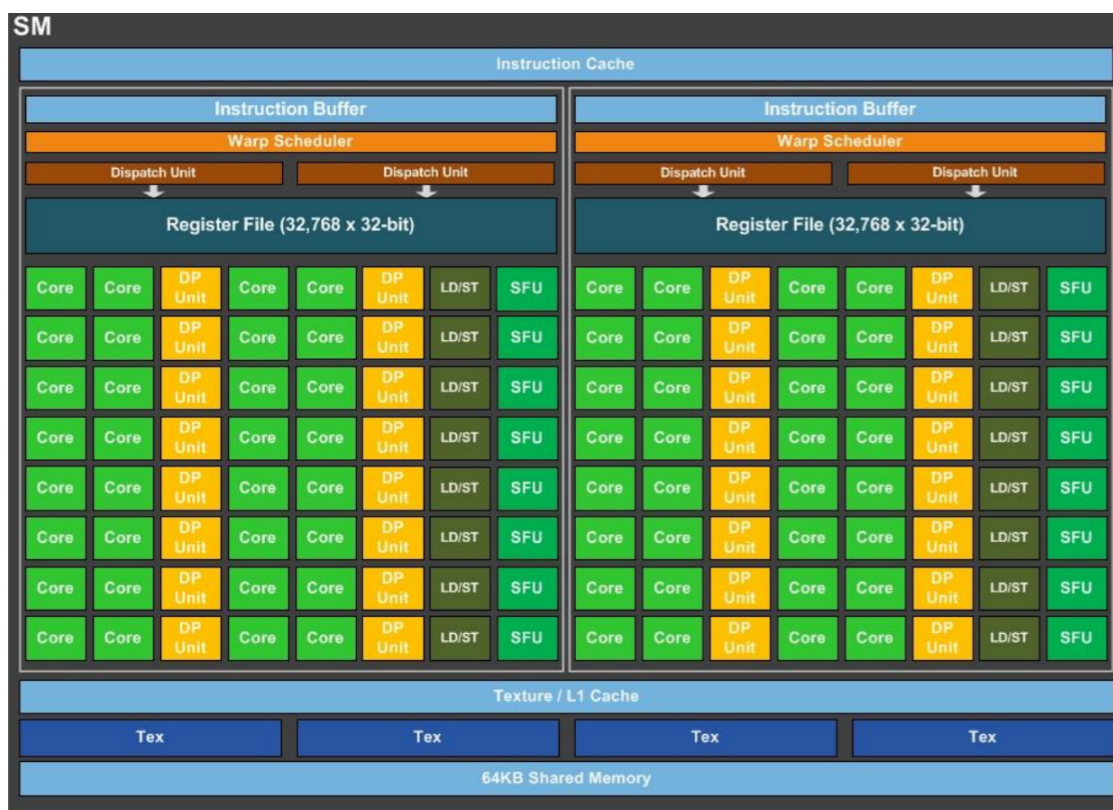 SM
Instruction Cache
Instruction Buffer Instruction Buffer
Warp Scheduler Warp Scheduler
Dispatch Unit Dispatch Unit Dispatch Unit Dispatch Unit
Register File (32,768 x 32-bit) Register File (32,768 x 32-bit)
Core Core DP Unit Core Core DP Unit LD/ST SFU Core Core DP Unit Core Core DP Unit LD/ST SFU
Core Core DP Unit Core Core DP Unit LD/ST SFU Core Core DP Unit Core Core DP Unit LD/ST SFU
Core Core DP Unit Core Core DP Unit LD/ST SFU Core Core DP Unit Core Core DP Unit LD/ST SFU
Core Core DP Unit Core Core DP Unit LD/ST SFU Core Core DP Unit Core Core DP Unit LD/ST SFU
Core Core DP Unit Core Core DP Unit LD/ST SFU Core Core DP Unit Core Core DP Unit LD/ST SFU
Core Core DP Unit Core Core DP Unit LD/ST SFU Core Core DP Unit Core Core DP Unit LD/ST SFU
Core Core DP Unit Core Core DP Unit LD/ST SFU Core Core DP Unit Core Core DP Unit LD/ST SFU
Core Core DP Unit Core Core DP Unit LD/ST SFU Core Core DP Unit Core Core DP Unit LD/ST SFU
Texture / L1 Cache
Tex Tex Tex Tex
64KB Shared Memory